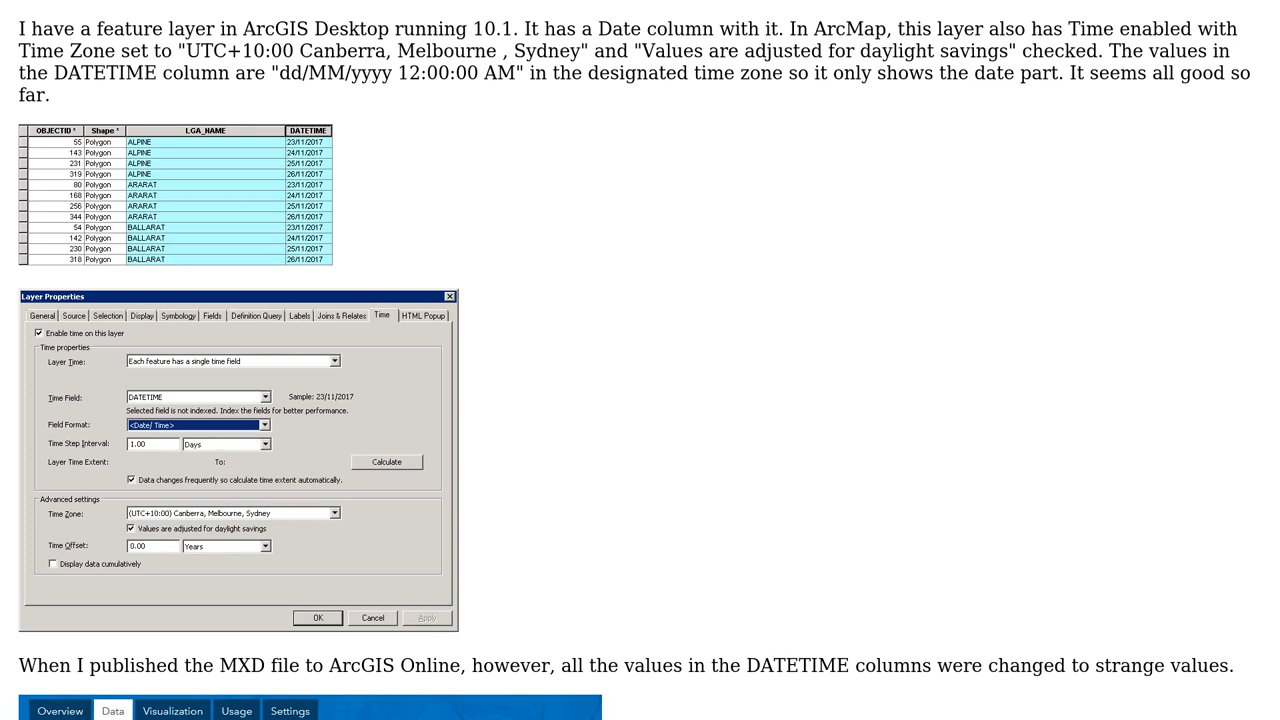 I have a feature layer in ArcGIS Desktop running 10.1. It has a Date column with it. In ArcMap, this layer also has Time enabled with
Time Zone set to "UTC+10:00 Canberra, Melbourne , Sydney" and "Values are adjusted for daylight savings" checked. The values in
the DATETIME column are "dd/MM/yyyy 12:00:00 AM" in the designated time zone so it only shows the date part. It seems all good so
far.
OBJECTID * Shape * LGA_NAME DATETIME
55 Polygon ALPINE 23/11/2017
143 Polygon ALPINE 24/11/2017
231 Polygon ALPINE 25/11/2017
319 Polygon ALPINE 26/11/2017
80 Polygon ARARAT 23/11/2017
168 Polygon ARARAT 24/11/2017
256 Polygon ARARAT 25/11/2017
344 Polygon ARARAT 26/11/2017
54 Polygon BALLARAT 23/11/2017
142 Polygon BALLARAT 24/11/2017
230 Polygon BALLARAT 25/11/2017
318 Polygon BALLARAT 26/11/2017
Layer Properties
General Source Selection Display Symbology Fields Definition Query Labels Joins & Relates Time HTML Popup
Enable time on this layer
Time properties
Layer Time: Each feature has a single time field
Time Field: DATETIME Sample: 23/11/2017
Selected field is not indexed. Index the fields for better performance.
Field Format: <Date/ Time>
Time Step Interval: 1.00 Days
Layer Time Extent: To: Calculate
Data changes frequently so calculate time extent automatically.
Advanced settings
Time Zone: (UTC+10:00) Canberra, Melbourne, Sydney
Values are adjusted for daylight savings
Time Offset: 0.00 Years
Display data cumulatively
OK Cancel Apply
When I published the MXD file to ArcGIS Online, however, all the values in the DATETIME columns were changed to strange values.
Overview Data Visualization Usage Settings